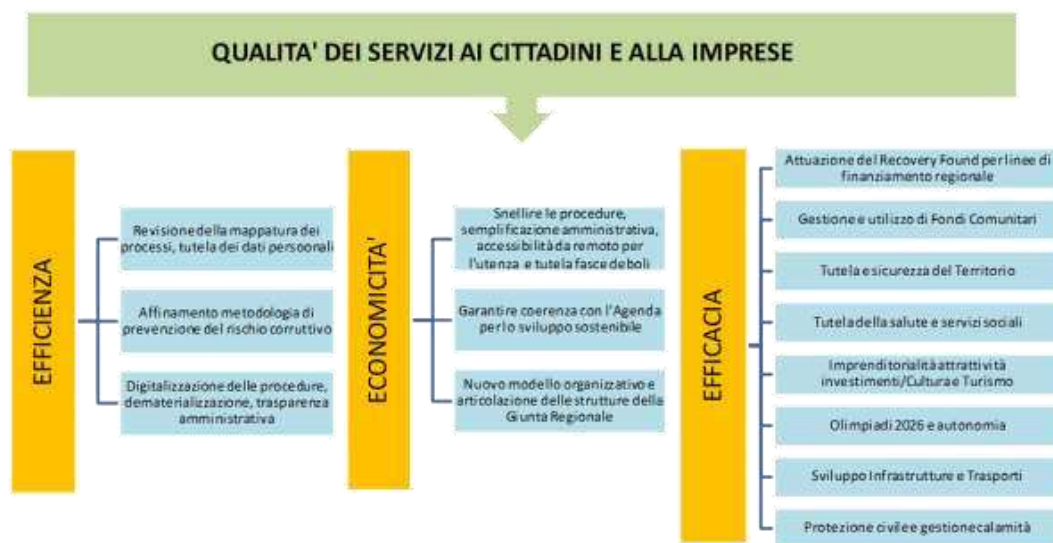 QUALITA' DEI SERVIZI AI CITTADINI E ALLA IMPRESE
EFFICIENZA
Revisione della mappatura dei
processi, tutela dei dati persoonali
Affinamento metodologia di
prevenzione del rischio corruttivo
Digitalizzazione delle procedure,
dematerializzazione, trasparenza
amministrativa
ECONOMICITA'
Snellire le procedure,
semplificazione amministrativa,
accessibilità da remoto per
l'utenza e tutela fasce deboli
Garantire coerenza con l'Agenda
per lo sviluppo sostenibile
Nuovo modello organizzativo e
articolazione delle strutture della
Giunta Regionale
EFFICACIA
Attuazione del Recovery Found per linee di
finanziamento regionale
Gestione e utilizzo di Fondi Comunitari
Tutela e sicurezza del Territorio
Tutela della salute e servizi sociali
Imprenditorialità attrattività
investimenti/Cultura e Turismo
Olimpiadi 2026 e autonomia
Sviluppo Infrastrutture e Trasporti
Protezione civile e gestione calamità